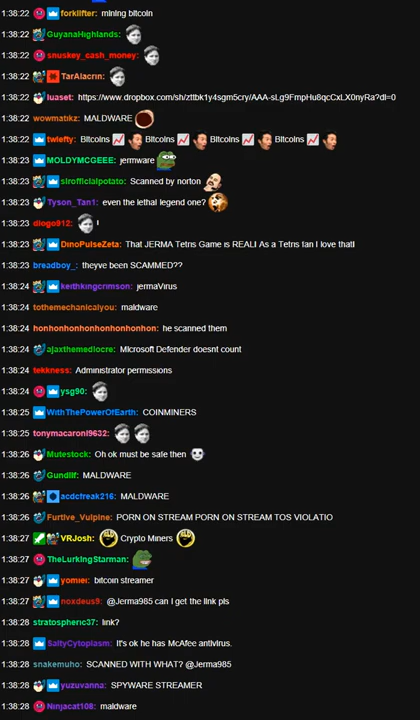 1:38:22 forklifter: mining bitcoin
1:38:22 GuyanaHighlands:
1:38:22 snuskey_cash_money:
1:38:22 TarAlacrin:
1:38:22 luaset: https://www.dropbox.com/sh/zttbk1y4sgm5cry/AAA-sLg9FmpHu8qcCxLX0nyRa?dl=0
1:38:22 wowmatikz: MALDWARE
1:38:22 twiefty: Bitcoins Bitcoins Bitcoins Bitcoins
1:38:23 MOLDYMCGEEE: jermware
1:38:23 sirofficialpotato: Scanned by norton
1:38:23 Tyson_Tan1: even the lethal legend one?
1:38:23 diogo912: I
1:38:23 DinoPulseZeta: That JERMA Tetris Game is REAL! As a Tetris fan I love that!
1:38:23 breadboy_: theyve been SCAMMED??
1:38:24 keithkingcrimson: jermaVirus
1:38:24 tothemechanicalyou: maldware
1:38:24 honhonhonhonhonhonhonhon: he scanned them
1:38:24 ajaxthemediocre: Microsoft Defender doesnt count
1:38:24 tekkness: Administrator permissions
1:38:24 ysg90:
1:38:25 WithThePowerOfEarth: COINMINERS
1:38:25 tonymacaroni9632:
1:38:26 Mutestock: Oh ok must be safe then
1:38:26 Gundlif: MALDWARE
1:38:26 acdcfreak216: MALDWARE
1:38:26 Furtive_Vulpine: PORN ON STREAM PORN ON STREAM TOS VIOLATIO
1:38:27 VRJosh: Crypto Miners
1:38:27 TheLurkingStarman:
1:38:27 yomiei: bitcoin streamer
1:38:27 noxdeus9: @Jerma985 can I get the link pls
1:38:28 stratospheric37: link?
1:38:28 SaltyCytoplasm: It's ok he has McAfee antivirus.
1:38:28 snakemuho: SCANNED WITH WHAT? @Jerma985
1:38:28 yuzuvanna: SPYWARE STREAMER
1:38:28 Ninjacat108: maldware